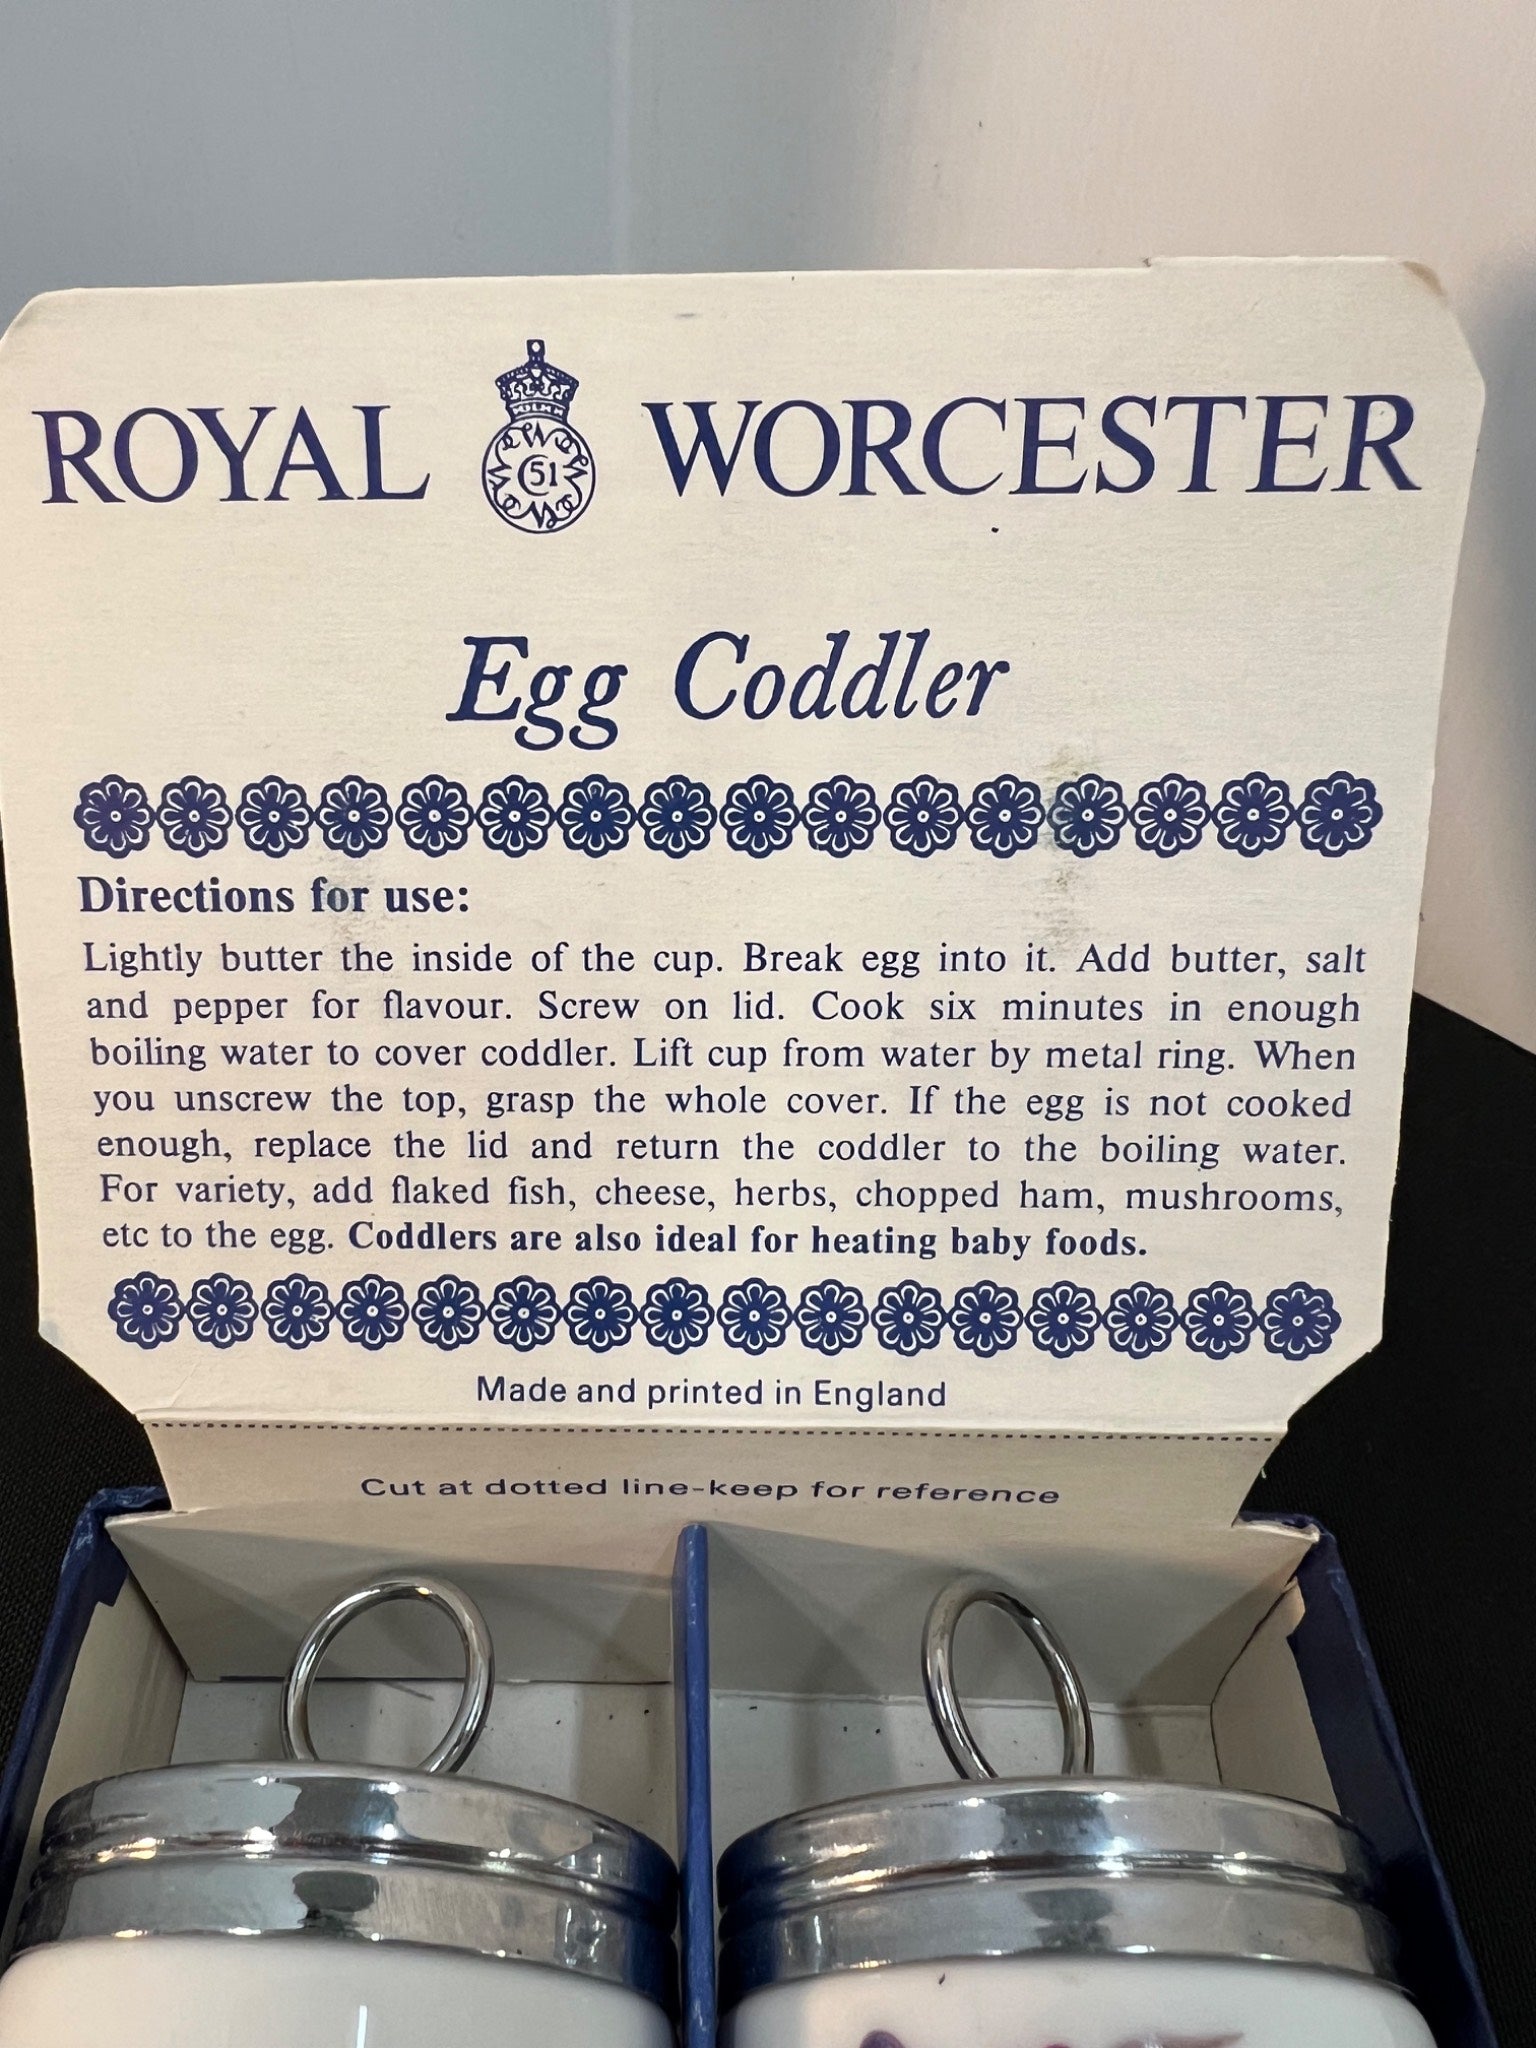 ROYAL WORCESTER
51
Egg Coddler
Directions for use:
Lightly butter the inside of the cup. Break egg into it. Add butter, salt
and pepper for flavour. Screw on lid. Cook six minutes in enough
boiling water to cover coddler. Lift cup from water by metal ring. When
you unscrew the top, grasp the whole cover. If the egg is not cooked
enough, replace the lid and return the coddler to the boiling water.
For variety, add flaked fish, cheese, herbs, chopped ham, mushrooms,
etc to the egg. Coddlers are also ideal for heating baby foods.
Made and printed in England
Cut at dotted line-keep for reference